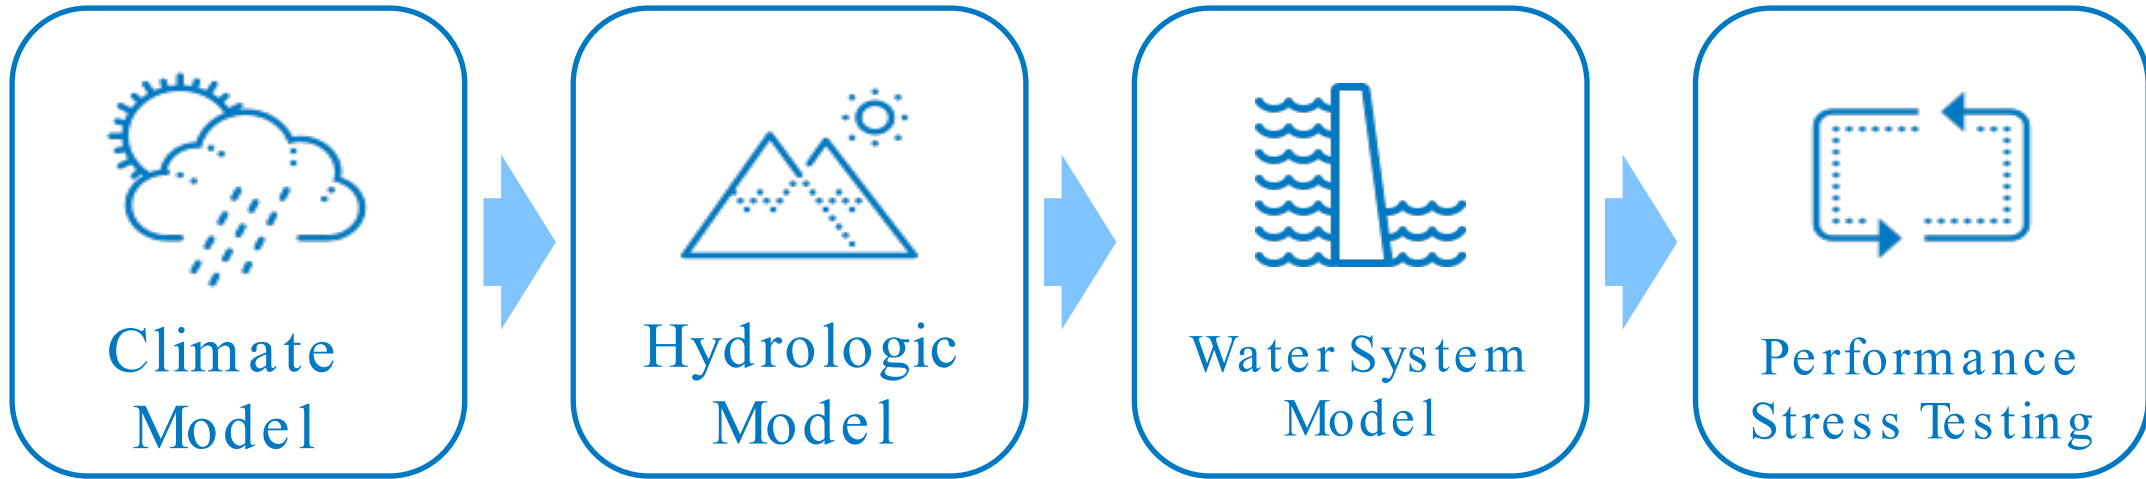 Climate
Model
Hydrologic
Model
Water System
Model
Performance
Stress Testing